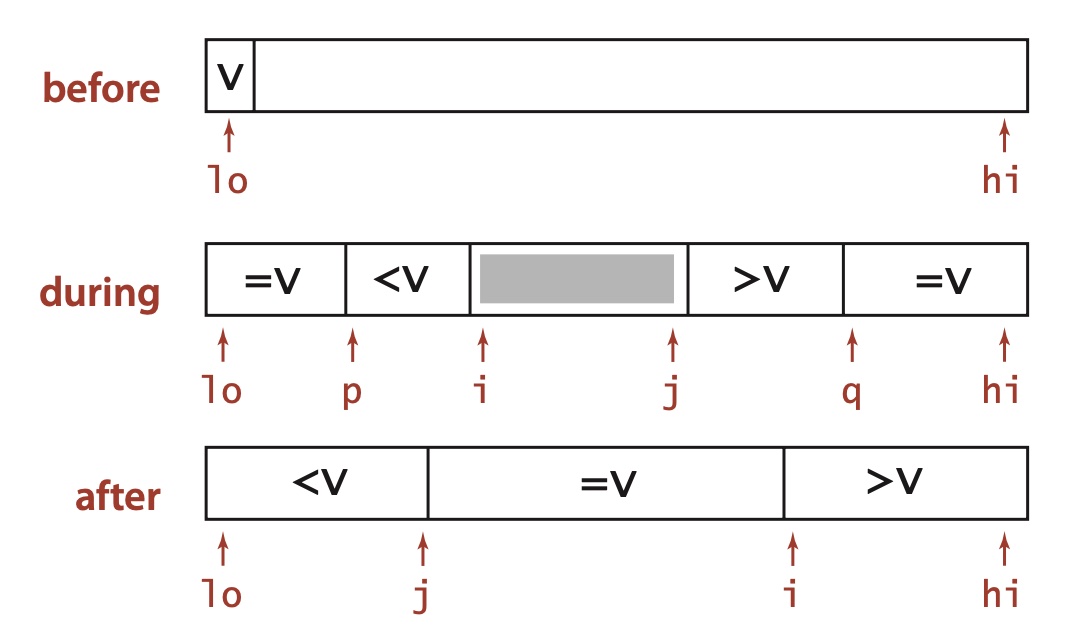 before V
lo hi
during =V <V >V =V
lo p i j q hi
after <V =V >V
lo j i hi